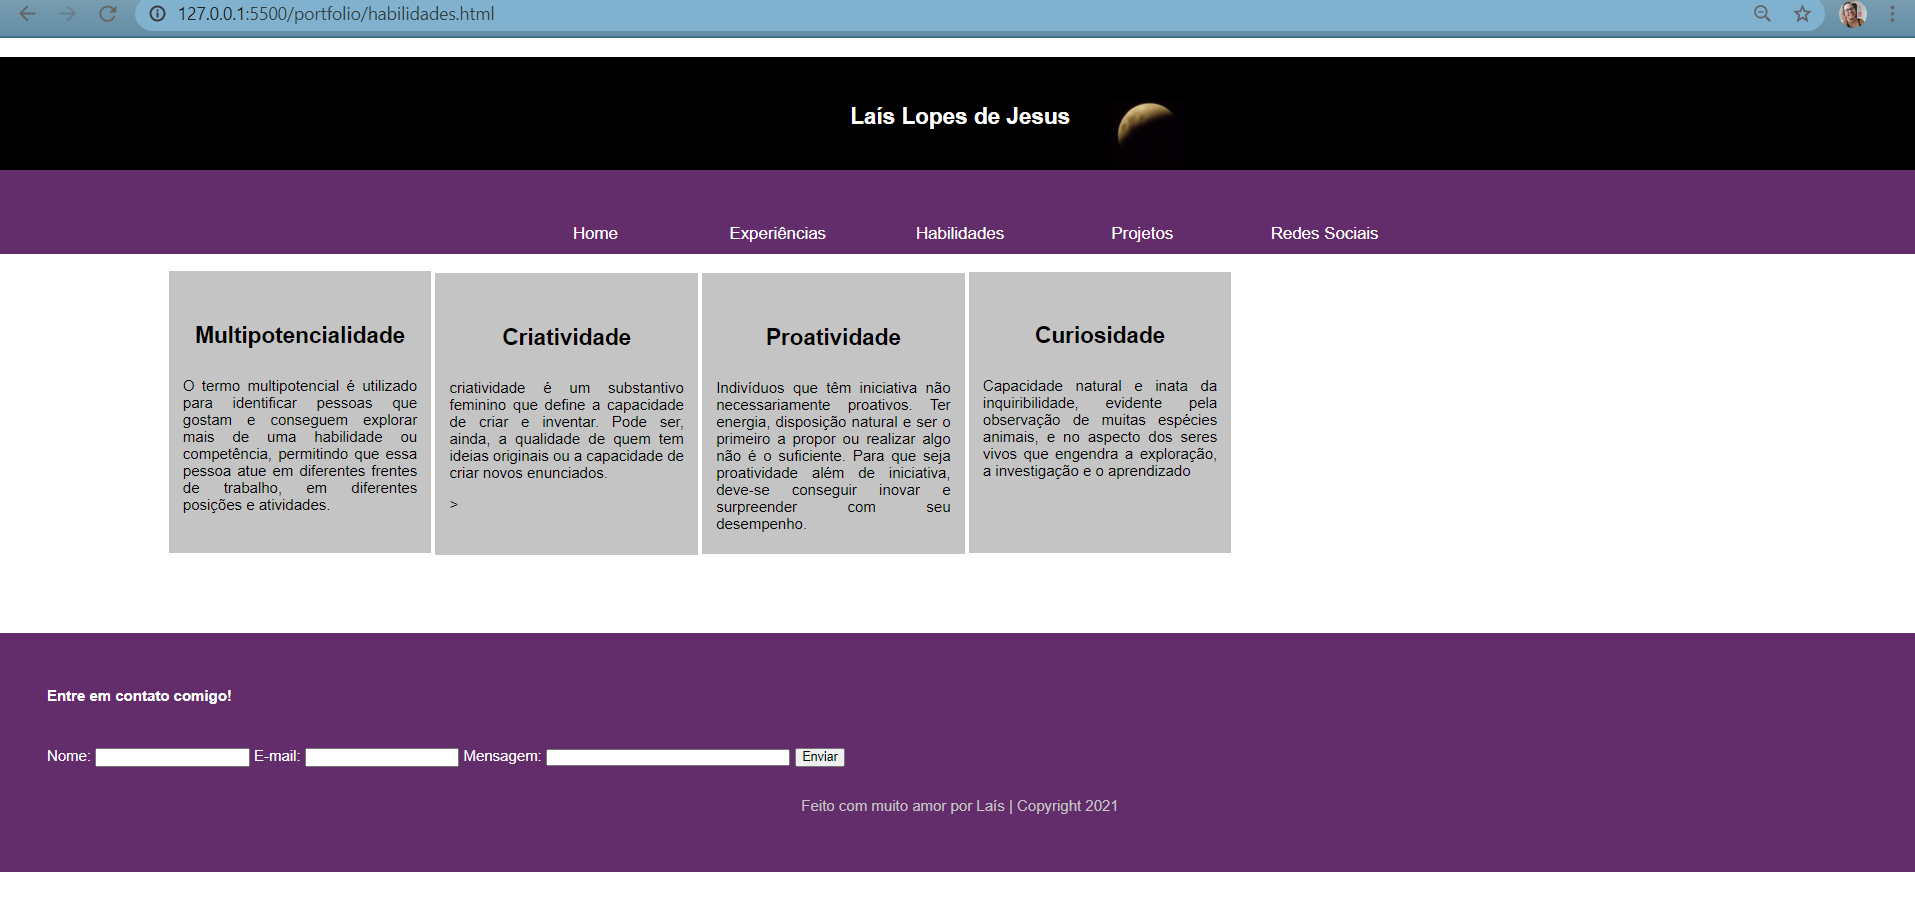 127.0.0.1:5500/portfolio/habilidades.html
Laís Lopes de Jesus
Home
Experiências
Habilidades
Projetos
Redes Sociais
Multipotencialidade
O termo multipotencial é utilizado
para identificar pessoas que
gostam e conseguem explorar
mais de uma habilidade ou
competência, permitindo que essa
pessoa atue em diferentes frentes
de trabalho, em diferentes
posições e atividades.
Criatividade
criatividade é um substantivo
feminino que define a capacidade
de criar e inventar. Pode ser,
ainda, a qualidade de quem tem
ideias originais ou a capacidade de
criar novos enunciados.
>
Proatividade
Indivíduos que têm iniciativa não
necessariamente proativos. Ter
energia, disposição natural e ser o
primeiro a propor ou realizar algo
não é o suficiente. Para que seja
proatividade além de iniciativa,
deve-se conseguir inovar e
surpreender com seu
desempenho.
Curiosidade
Capacidade natural e inata da
inquiribilidade, evidente pela
observação de muitas espécies
animais, e no aspecto dos seres
vivos que engendra a exploração,
a investigação e o aprendizado
Entre em contato comigo!
Nome: E-mail: Mensagem: Enviar
Feito com muito amor por Laís | Copyright 2021